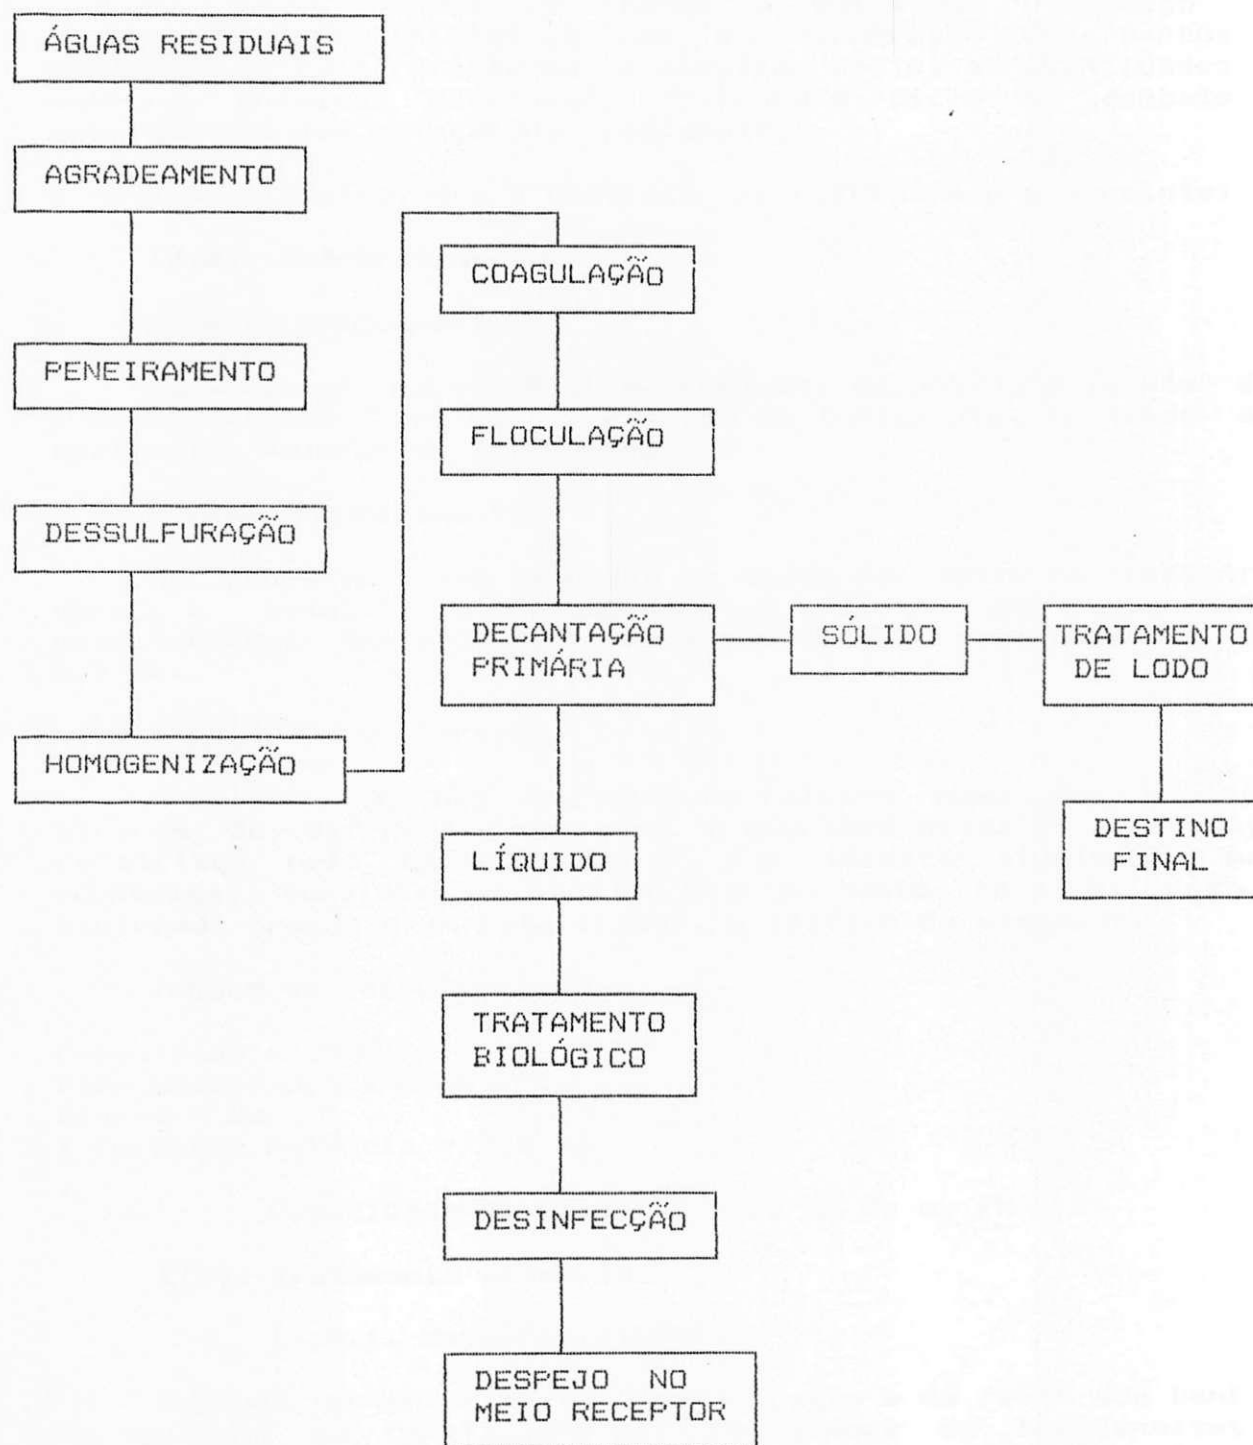 ÁGUAS RESIDUAIS
AGRADEAMENTO
PENEIRAMENTO
DESSULFURAÇÃO
HOMOGENIZAÇÃO
COAGULAÇÃO
FLOCULAÇÃO
DECANTAÇÃO
PRIMÁRIA
SÓLIDO
TRATAMENTO
DE LODO
DESTINO
FINAL
LÍQUIDO
TRATAMENTO
BIOLÓGICO
DESINFECÇÃO
DESPEJO NO
MEIO RECEPTOR